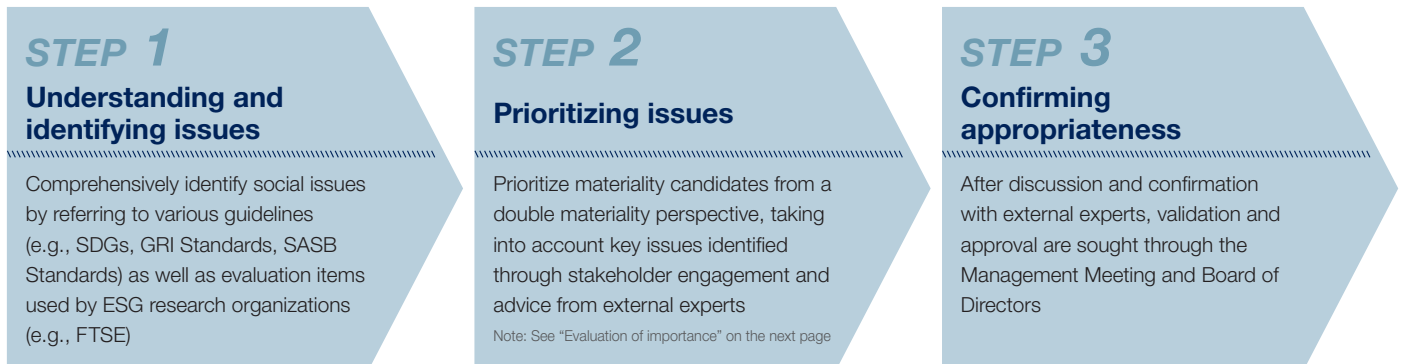 STEP 1
Understanding and
identifying issues
Comprehensively identify social issues
by referring to various guidelines
(e.g., SDGs, GRI Standards, SASB
Standards) as well as evaluation items
used by ESG research organizations
(e.g., FTSE)
STEP 2
Prioritizing issues
Prioritize materiality candidates from a
double materiality perspective, taking
into account key issues identified
through stakeholder engagement and
advice from external experts
Note: See “Evaluation of importance” on the next page
STEP 3
Confirming
appropriateness
After discussion and confirmation
with external experts, validation and
approval are sought through the
Management Meeting and Board of
Directors